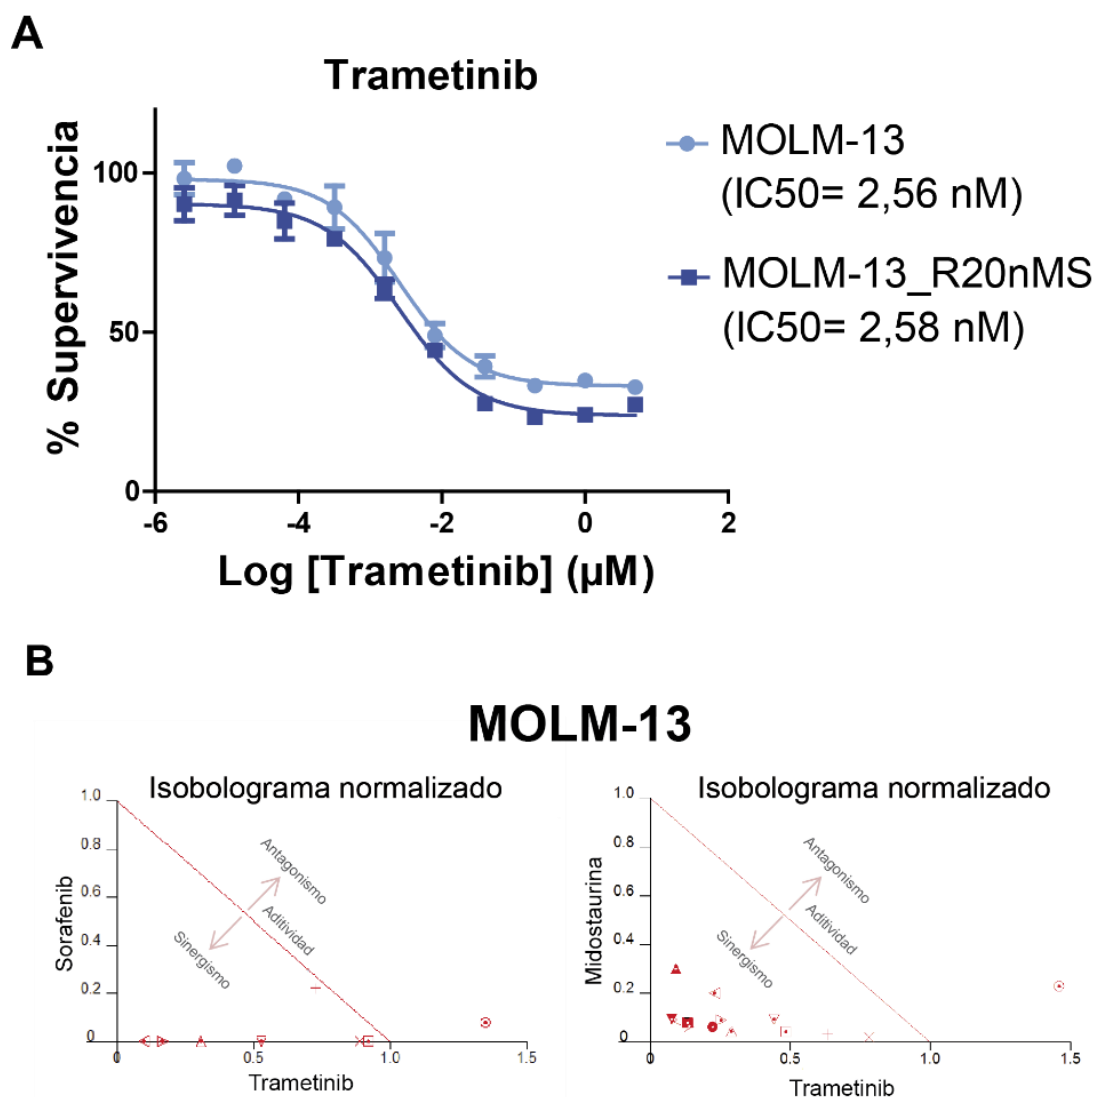 A
Trametinib
% Supervivencia
100
50
0
-6
-4
-2
0
2
Log [Trametinib] (µM)
MOLM-13
(IC50= 2,56 nM)
MOLM-13_R20nMS
(IC50= 2,58 nM)
B
MOLM-13
Isobolograma normalizado
Sorafenib
1.0
0.8
0.6
0.4
0.2
0
Antagonismo
Aditividad
Sinergismo
0
0.5
1.0
1.5
Trametinib
Isobolograma normalizado
Midostaurina
1.0
0.8
0.6
0.4
0.2
0
Antagonismo
Aditividad
Sinergismo
0
0.5
1.0
1.5
Trametinib